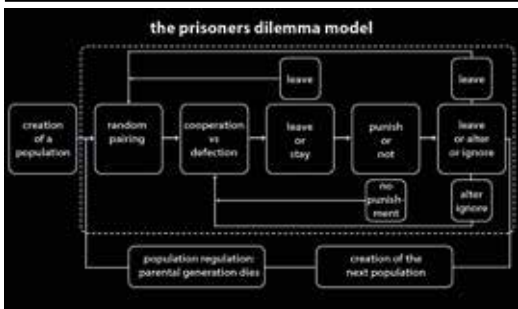 the prisoners dilemma model
leave
leave
creation
of a
population
random
pairing
cooperation
vs
defection
leave
or
stay
punish
or
not
leave
or alter
or ignore
no
punish-
ment
alter
ignore
population regulation:
parental generation dies
creation of the
next population